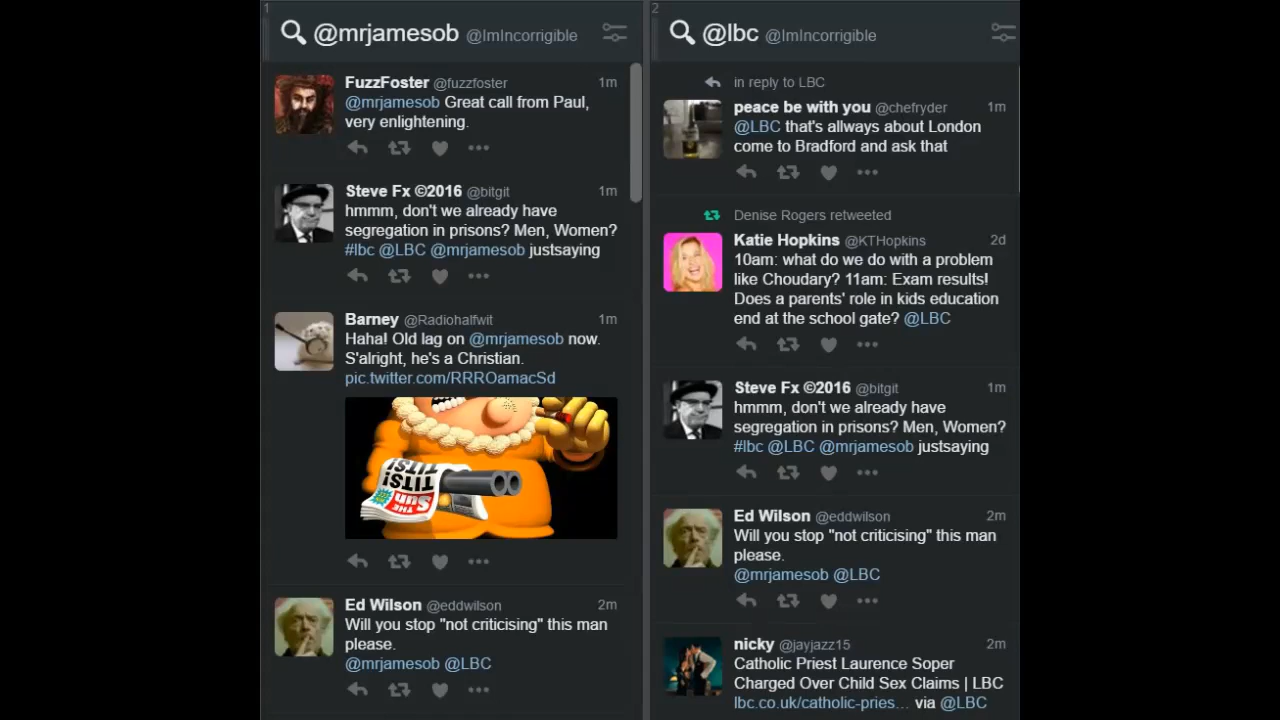 1
@mrjamesob @ImIncorrigible
FuzzFoster @fuzzfoster 1m
@mrjamesob Great call from Paul,
very enlightening.
Steve Fx ©2016 @bitgit 1m
hmmm, don't we already have
segregation in prisons? Men, Women?
#lbc @LBC @mrjamesob justsaying
Barney @Radiohalfwit 1m
Haha! Old lag on @mrjamesob now.
S'alright, he's a Christian.
pic.twitter.com/RRROamacSd
TITS!
TITS!
THE Sun
Ed Wilson @eddwilson 2m
Will you stop "not criticising" this man
please.
@mrjamesob @LBC
2
@lbc @ImIncorrigible
in reply to LBC
peace be with you @chefryder 1m
@LBC that's allways about London
come to Bradford and ask that
Denise Rogers retweeted
Katie Hopkins @KTHopkins 2d
10am: what do we do with a problem
like Choudary? 11am: Exam results!
Does a parents' role in kids education
end at the school gate? @LBC
Steve Fx ©2016 @bitgit 1m
hmmm, don't we already have
segregation in prisons? Men, Women?
#lbc @LBC @mrjamesob justsaying
Ed Wilson @eddwilson 2m
Will you stop "not criticising" this man
please.
@mrjamesob @LBC
nicky @jayjazz15 2m
Catholic Priest Laurence Soper
Charged Over Child Sex Claims | LBC
lbc.co.uk/catholic-pries… via @LBC